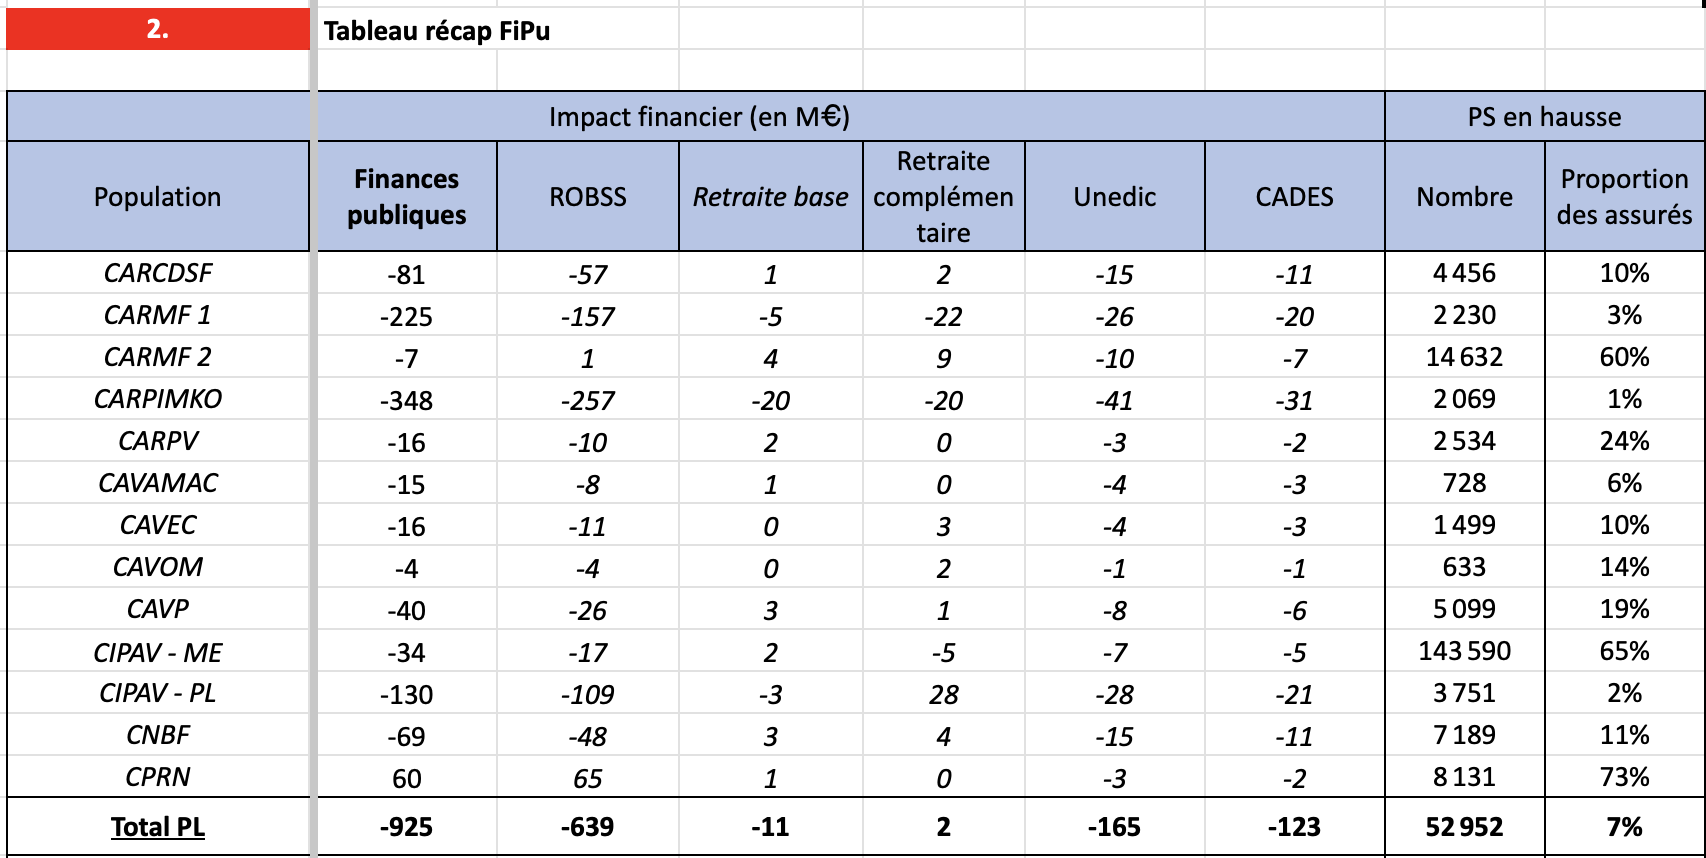 2. Tableau récap FiPu
Impact financier (en M€) PS en hausse
Population Finances publiques ROBSS Retraite base Retraite complémen taire Unedic CADES Nombre Proportion des assurés
CARCDSF -81 -57 1 2 -15 -11 4 456 10%
CARMF 1 -225 -157 -5 -22 -26 -20 2 230 3%
CARMF 2 -7 1 4 9 -10 -7 14 632 60%
CARPIMKO -348 -257 -20 -20 -41 -31 2 069 1%
CARPV -16 -10 2 0 -3 -2 2 534 24%
CAVAMAC -15 -8 1 0 -4 -3 728 6%
CAVEC -16 -11 0 3 -4 -3 1 499 10%
CAVOM -4 -4 0 2 -1 -1 633 14%
CAVP -40 -26 3 1 -8 -6 5 099 19%
CIPAV - ME -34 -17 2 -5 -7 -5 143 590 65%
CIPAV - PL -130 -109 -3 28 -28 -21 3 751 2%
CNBF -69 -48 3 4 -15 -11 7 189 11%
CPRN 60 65 1 0 -3 -2 8 131 73%
Total PL -925 -639 -11 2 -165 -123 52 952 7%